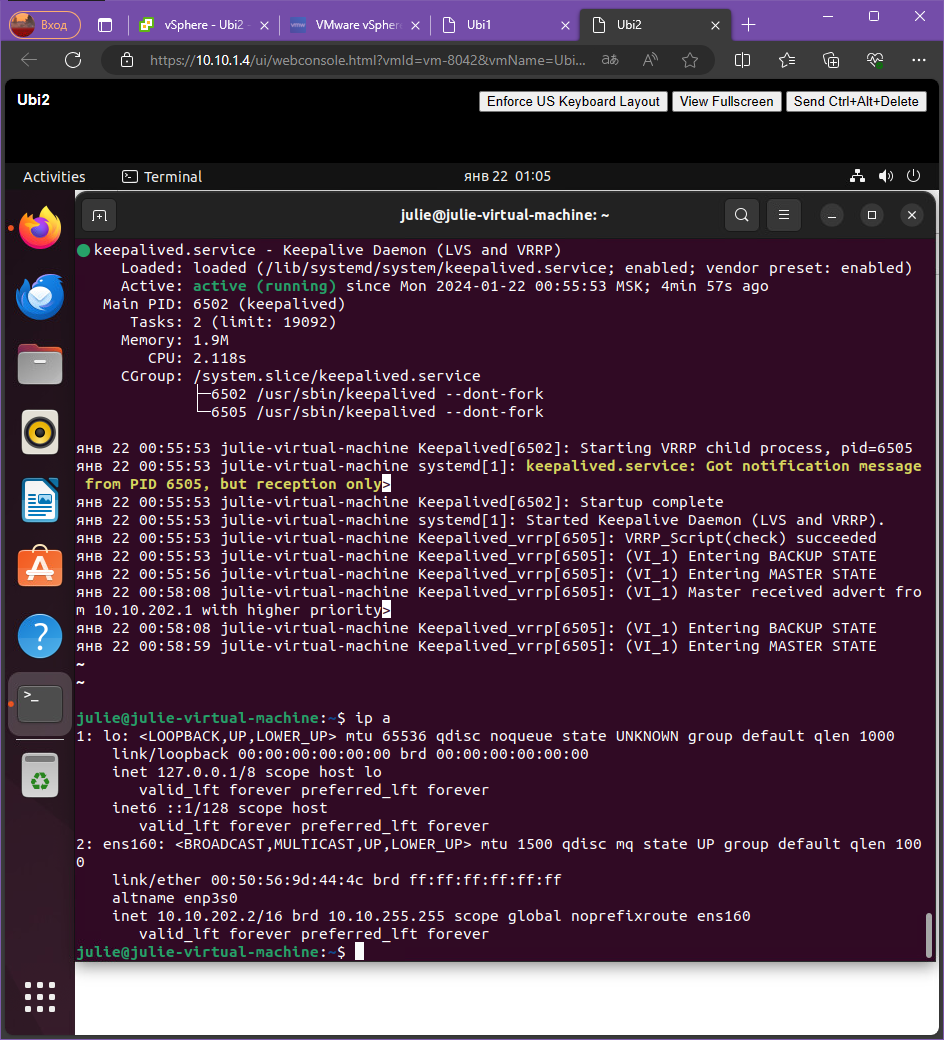 Вход
vSphere - Ubi2 -
VMware vSphere
Ubi1
Ubi2
https://10.10.1.4/ui/webconsole.html?vmId=vm-8042&vmName=Ubi...
Ubi2
Enforce US Keyboard Layout
View Fullscreen
Send Ctrl+Alt+Delete
Activities
Terminal
янв 22 01:05
julie@julie-virtual-machine: ~
keepalived.service - Keepalive Daemon (LVS and VRRP)
Loaded: loaded (/lib/systemd/system/keepalived.service; enabled; vendor preset: enabled)
Active: active (running) since Mon 2024-01-22 00:55:53 MSK; 4min 57s ago
Main PID: 6502 (keepalived)
Tasks: 2 (limit: 19092)
Memory: 1.9M
CPU: 2.118s
CGroup: /system.slice/keepalived.service
├─6502 /usr/sbin/keepalived --dont-fork
└─6505 /usr/sbin/keepalived --dont-fork
янв 22 00:55:53 julie-virtual-machine Keepalived[6502]: Starting VRRP child process, pid=6505
янв 22 00:55:53 julie-virtual-machine systemd[1]: keepalived.service: Got notification message
from PID 6505, but reception only>
янв 22 00:55:53 julie-virtual-machine Keepalived[6502]: Startup complete
янв 22 00:55:53 julie-virtual-machine systemd[1]: Started Keepalive Daemon (LVS and VRRP).
янв 22 00:55:53 julie-virtual-machine Keepalived_vrrp[6505]: VRRP_Script(check) succeeded
янв 22 00:55:53 julie-virtual-machine Keepalived_vrrp[6505]: (VI_1) Entering BACKUP STATE
янв 22 00:55:56 julie-virtual-machine Keepalived_vrrp[6505]: (VI_1) Entering MASTER STATE
янв 22 00:58:08 julie-virtual-machine Keepalived_vrrp[6505]: (VI_1) Master received advert fro
m 10.10.202.1 with higher priority>
янв 22 00:58:08 julie-virtual-machine Keepalived_vrrp[6505]: (VI_1) Entering BACKUP STATE
янв 22 00:58:59 julie-virtual-machine Keepalived_vrrp[6505]: (VI_1) Entering MASTER STATE
~
~
julie@julie-virtual-machine:~$ ip a
1: lo: <LOOPBACK,UP,LOWER_UP> mtu 65536 qdisc noqueue state UNKNOWN group default qlen 1000
link/loopback 00:00:00:00:00:00 brd 00:00:00:00:00:00
inet 127.0.0.1/8 scope host lo
valid_lft forever preferred_lft forever
inet6 ::1/128 scope host
valid_lft forever preferred_lft forever
2: ens160: <BROADCAST,MULTICAST,UP,LOWER_UP> mtu 1500 qdisc mq state UP group default qlen 100
0
link/ether 00:50:56:9d:44:4c brd ff:ff:ff:ff:ff:ff
altname enp3s0
inet 10.10.202.2/16 brd 10.10.255.255 scope global noprefixroute ens160
valid_lft forever preferred_lft forever
julie@julie-virtual-machine:~$